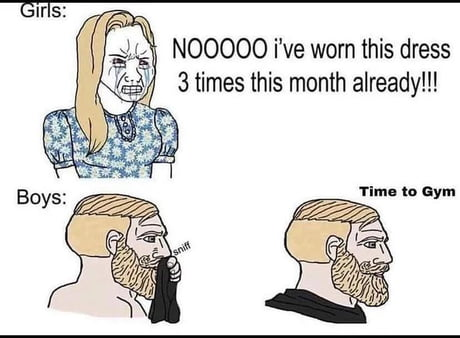 Girls:
NOOOOO i've worn this dress
3 times this month already!!!
Boys:
sniff
Time to Gym